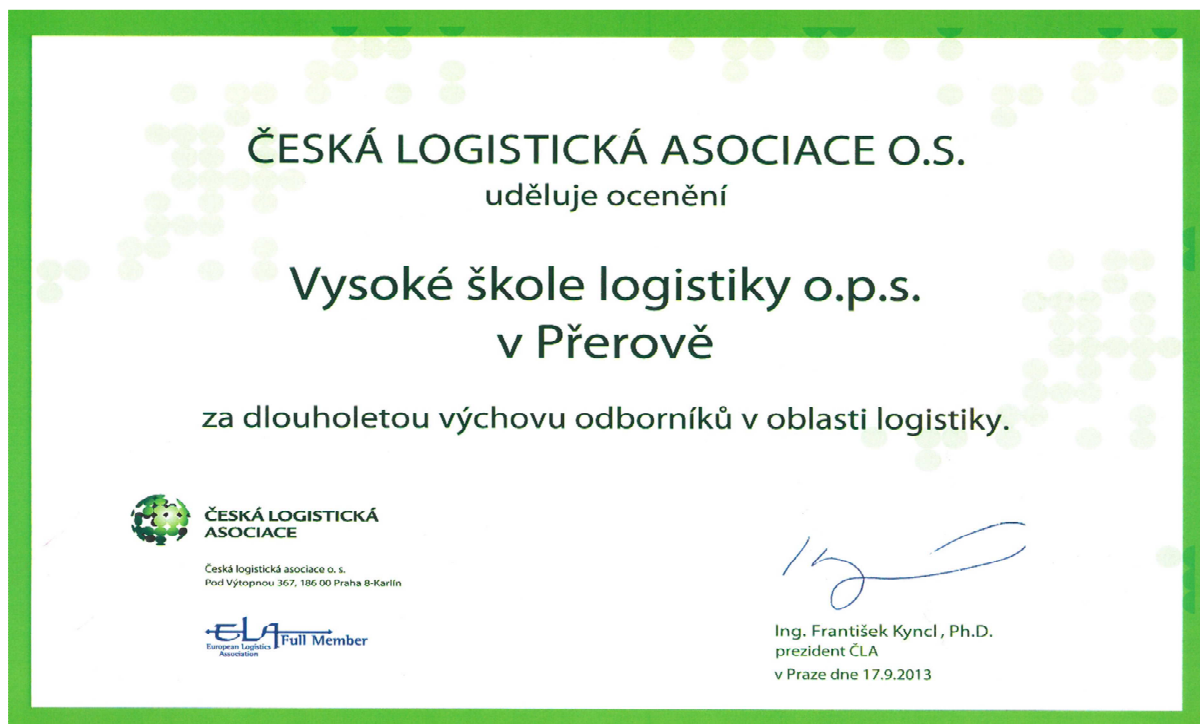 ČESKÁ LOGISTICKÁ ASOCIACE O.S.
uděluje ocenění
Vysoké škole logistiky o.p.s.
v Přerově
za dlouholetou výchovu odborníků v oblasti logistiky.
ČESKÁ LOGISTICKÁ
ASOCIACE
Česká logistická asociace o. s.
Pod Výtopnou 367, 186 00 Praha 8-Karlín
ELA Full Member
European Logistics
Association
Ing. František Kyncl , Ph.D.
prezident ČLA
v Praze dne 17.9.2013